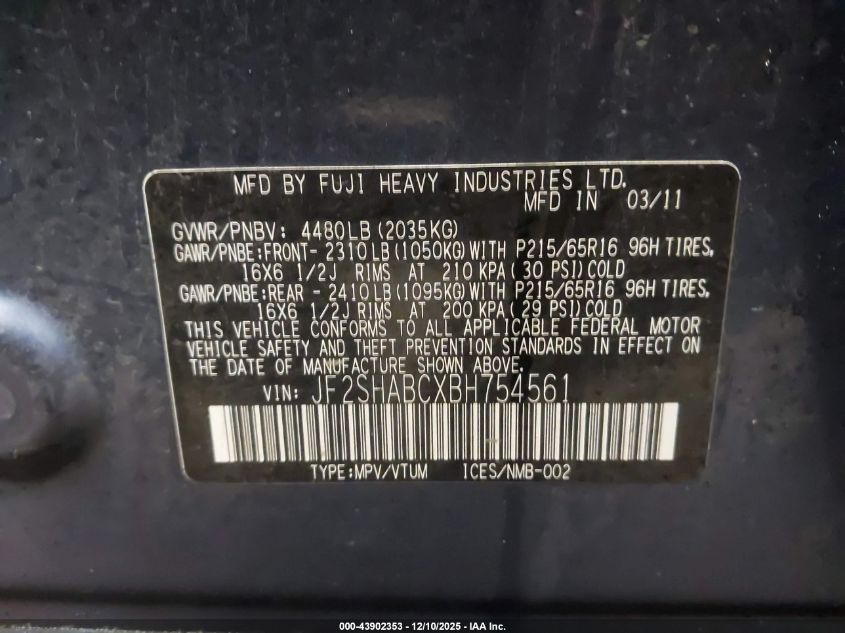 MFD BY FUJI HEAVY INDUSTRIES LTD.
MFD IN 03/11
GVWR/PNBV: 4480LB(2035KG)
GAWR/PNBE:FRONT- 2310LB(1050KG)WITH P215/65R16 96H TIRES,
16X6 1/2J RIMS AT 210 KPA(30 PSI)COLD
GAWR/PNBE:REAR - 2410LB(1095KG)WITH P215/65R16 96H TIRES,
16X6 1/2J RIMS AT 200 KPA(29 PSI)COLD
THIS VEHICLE CONFORMS TO ALL APPLICABLE FEDERAL MOTOR
VEHICLE SAFETY AND THEFT PREVENTION STANDARDS IN EFFECT ON
THE DATE OF MANUFACTURE SHOWN ABOVE.
VIN: JF2SHABCXBH754561
TYPE:MPV/VTUM ICES/NMB-002
000-43902353 - 12/10/2025 - IAA Inc.